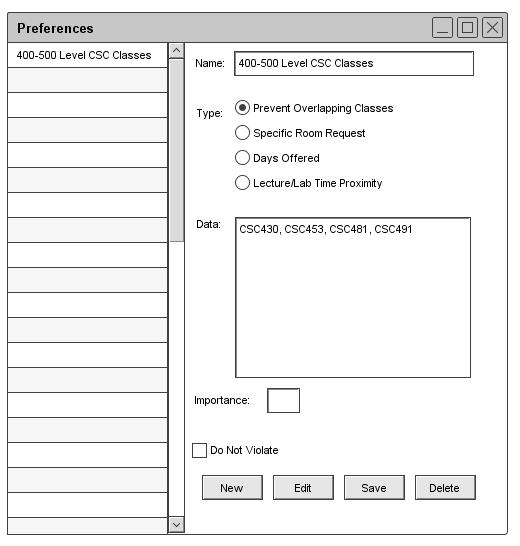 Preferences
400-500 Level CSC Classes
Name: 400-500 Level CSC Classes
Type: Prevent Overlapping Classes
Specific Room Request
Days Offered
Lecture/Lab Time Proximity
Data: CSC430, CSC453, CSC481, CSC491
Importance:
Do Not Violate
New Edit Save Delete